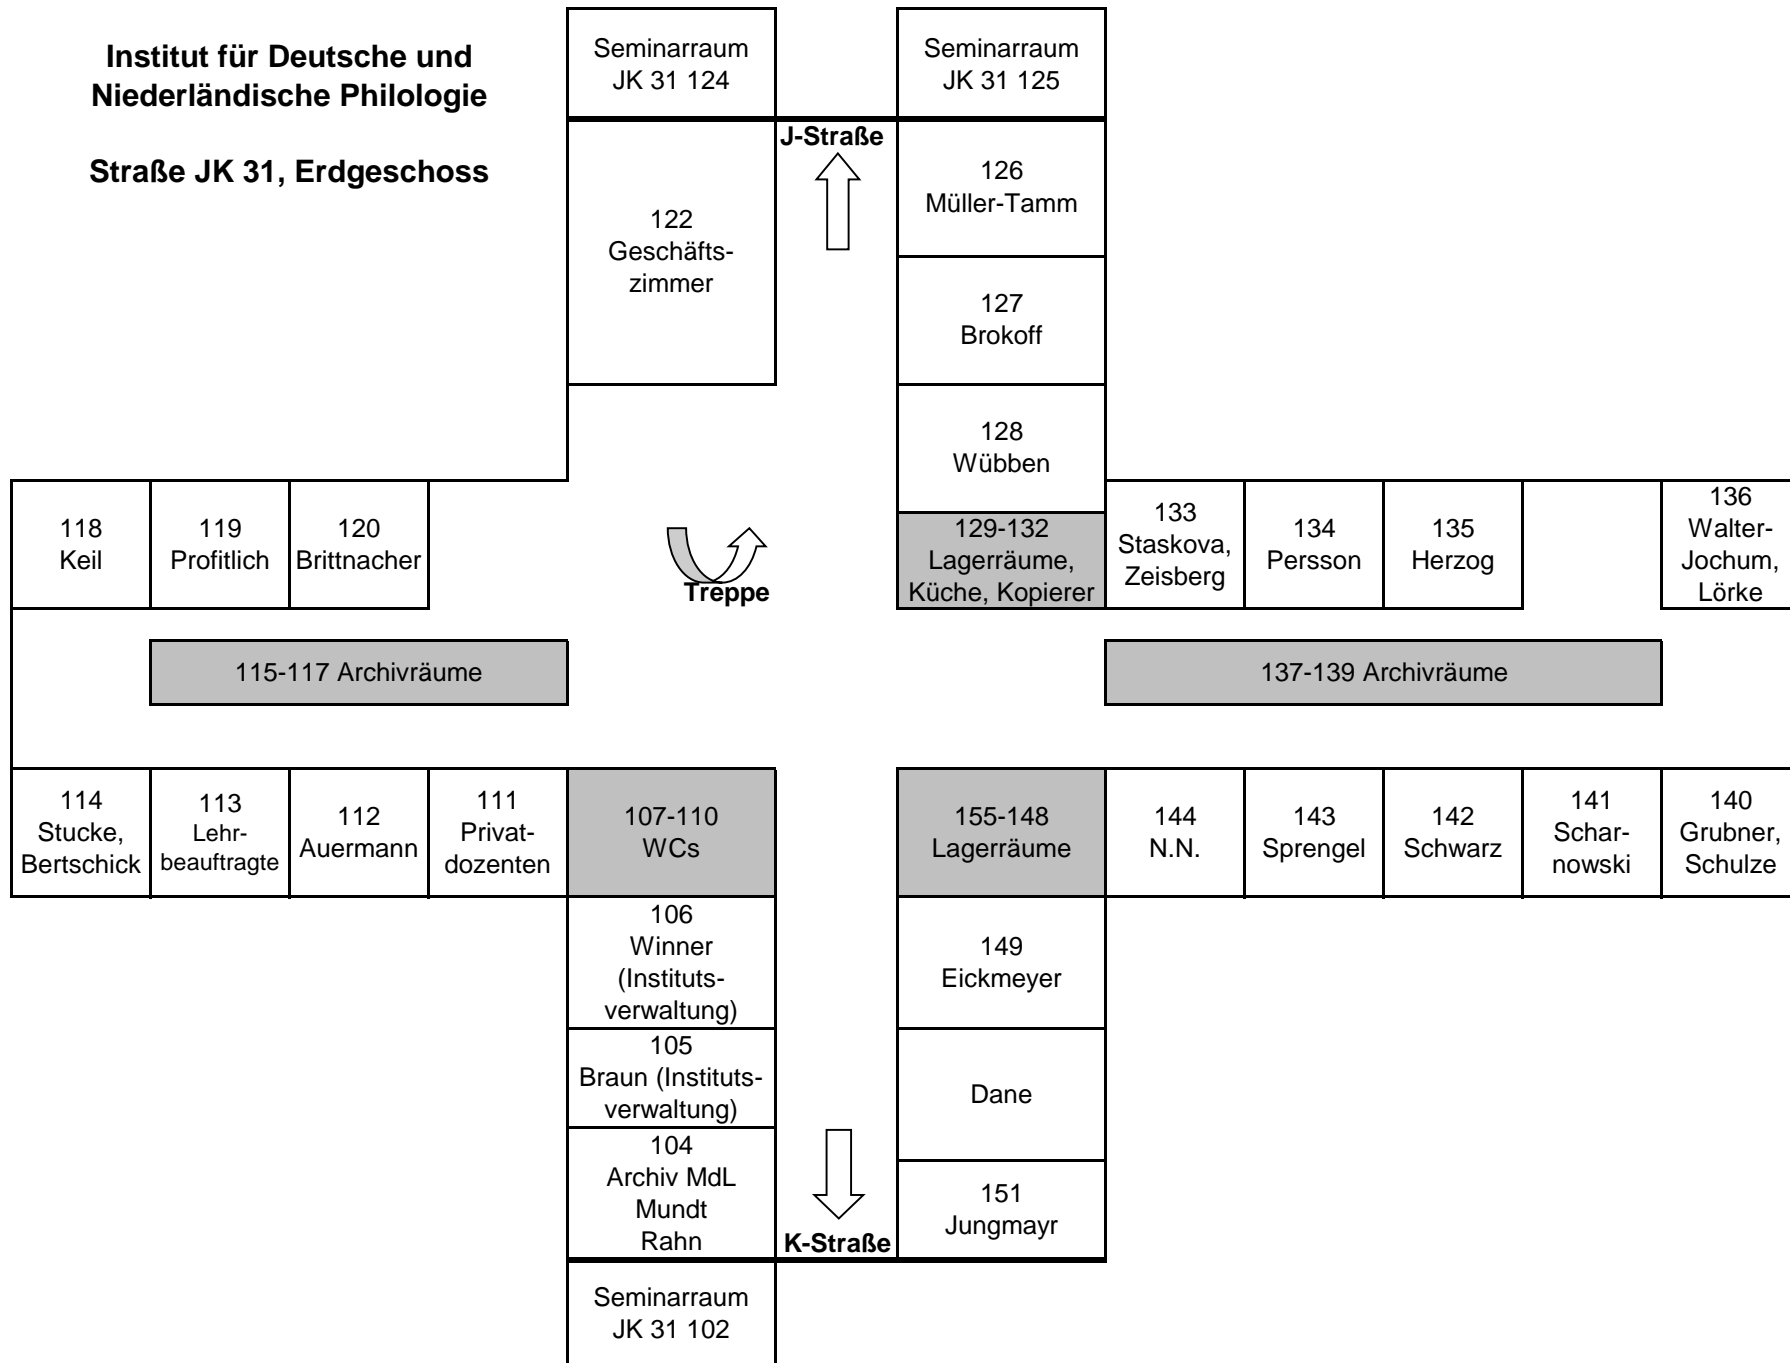 Institut für Deutsche und
Niederländische Philologie
Straße JK 31, Erdgeschoss
Seminarraum
JK 31 124
Seminarraum
JK 31 125
J-Straße
122
Geschäfts-
zimmer
126
Müller-Tamm
127
Brokoff
128
Wübben
118
Keil
119
Profitlich
120
Brittnacher
Treppe
129-132
Lagerräume,
Küche, Kopierer
133
Staskova,
Zeisberg
134
Persson
135
Herzog
136
Walter-
Jochum,
Lörke
115-117 Archivräume
137-139 Archivräume
114
Stucke,
Bertschick
113
Lehr-
beauftragte
112
Auermann
111
Privat-
dozenten
107-110
WCs
155-148
Lagerräume
144
N.N.
143
Sprengel
142
Schwarz
141
Schar-
nowski
140
Grubner,
Schulze
106
Winner
(Instituts-
verwaltung)
149
Eickmeyer
105
Braun (Instituts-
verwaltung)
Dane
104
Archiv MdL
Mundt
Rahn
151
Jungmayr
K-Straße
Seminarraum
JK 31 102